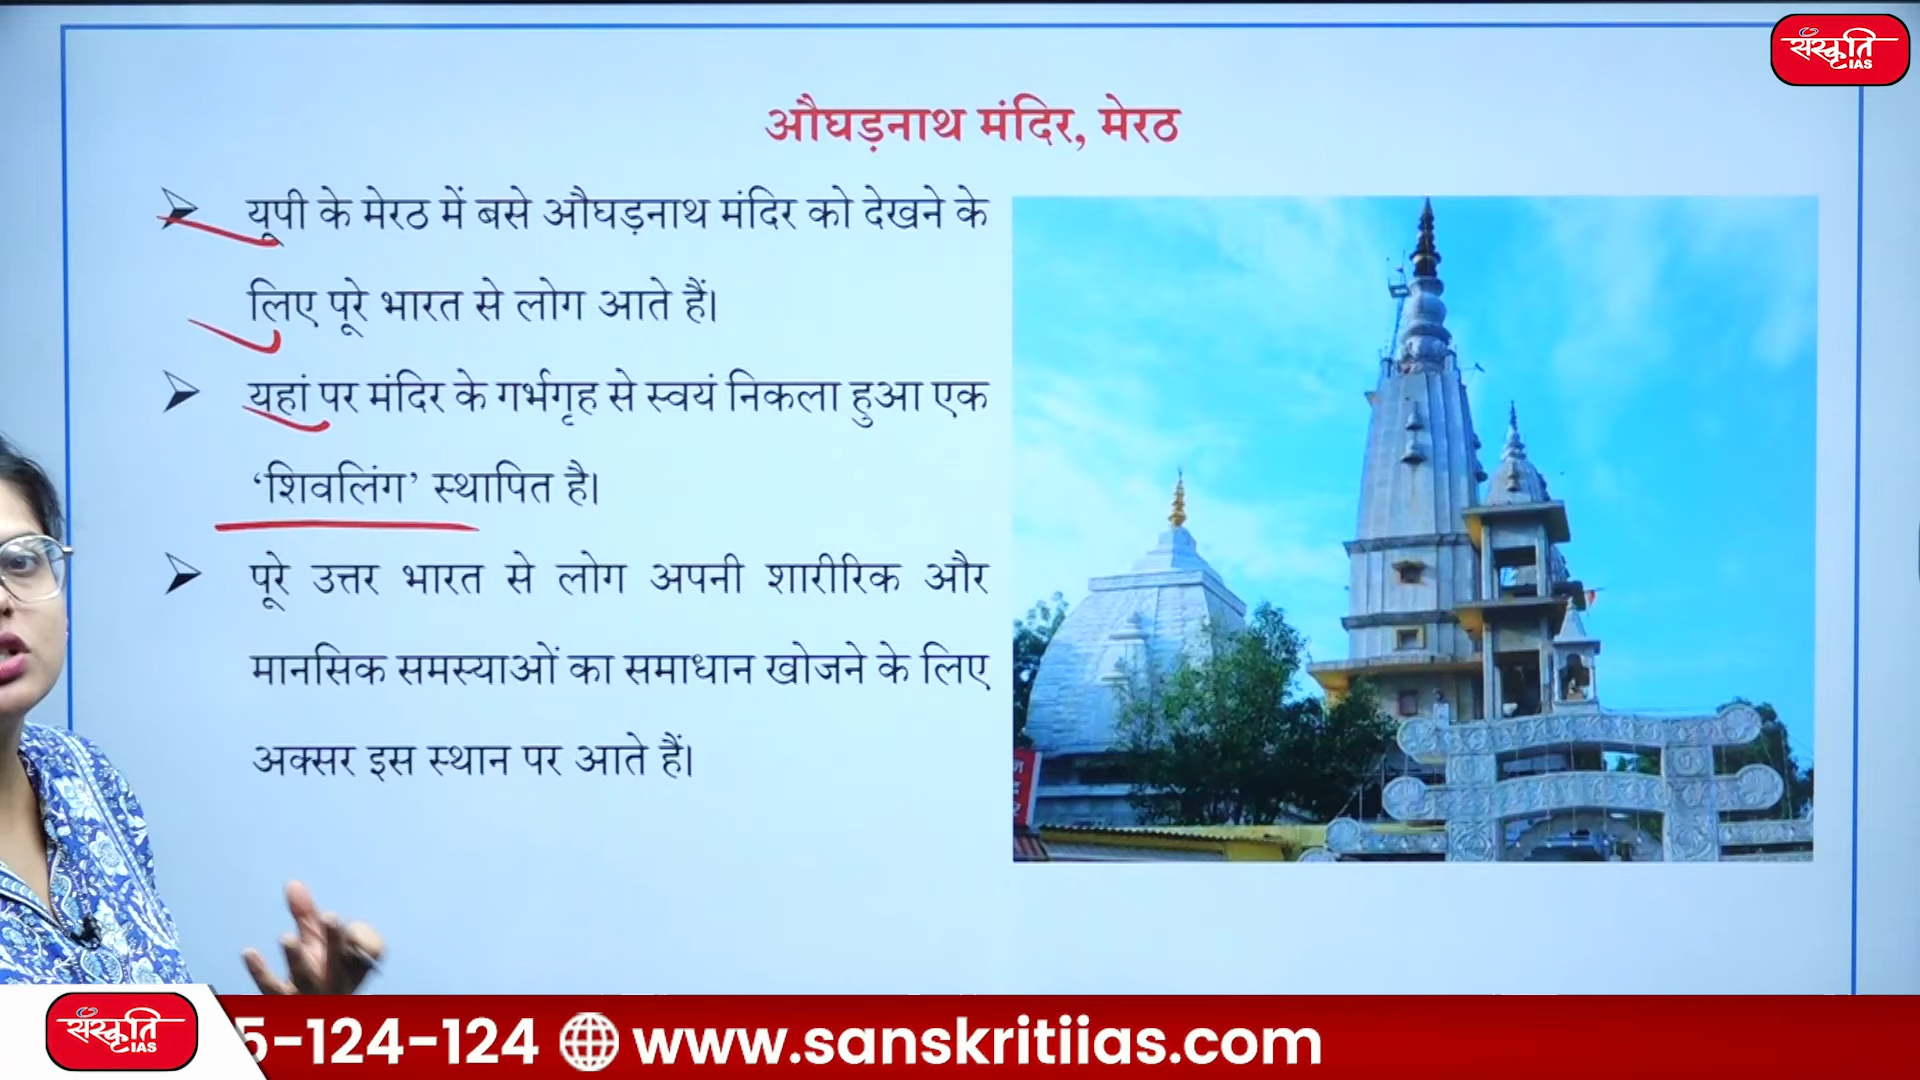 संस्कृति
IAS
औघड़नाथ मंदिर, मेरठ
यूपी के मेरठ में बसे औघड़नाथ मंदिर को देखने के
लिए पूरे भारत से लोग आते हैं।
यहां पर मंदिर के गर्भगृह से स्वयं निकला हुआ एक
‘शिवलिंग’ स्थापित है।
पूरे उत्तर भारत से लोग अपनी शारीरिक और
मानसिक समस्याओं का समाधान खोजने के लिए
अक्सर इस स्थान पर आते हैं।
संस्कृति
IAS
5-124-124 www.sanskritiias.com